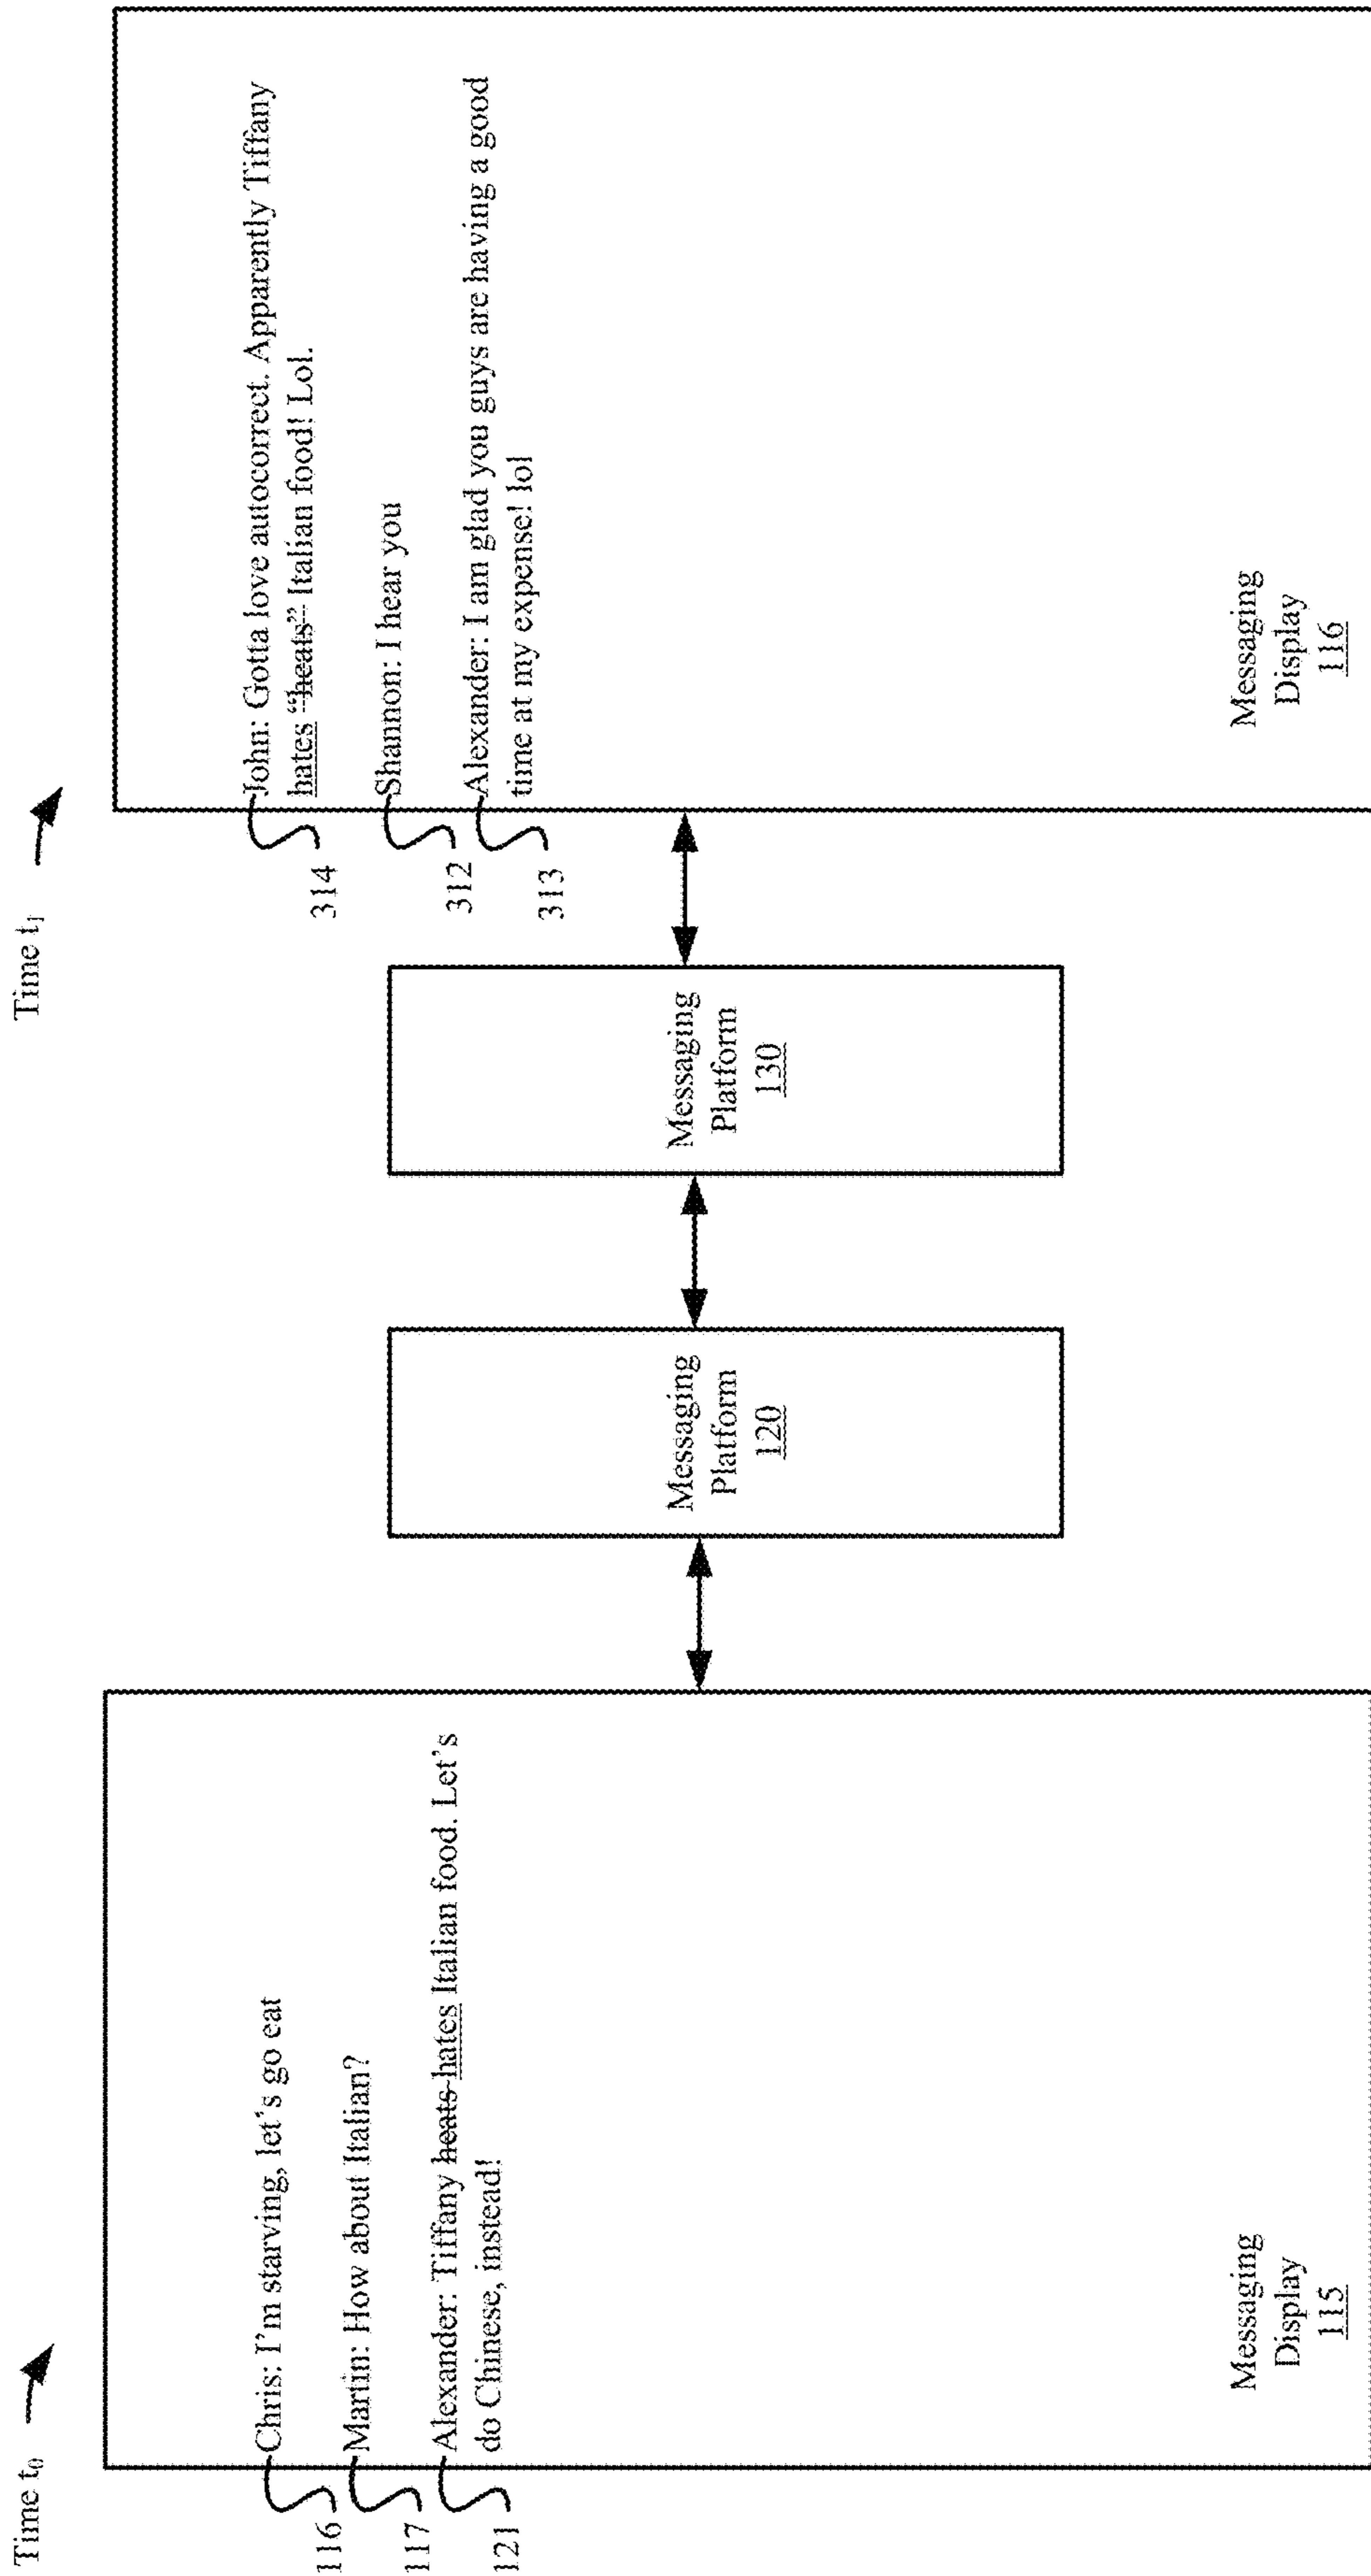 Time t0
116
Chris: I'm starving, let's go eat
117
Martin: How about Italian?
121
Alexander: Tiffany heats hates Italian food. Let's
do Chinese, instead!
Messaging
Display
115
Messaging
Platform
120
Messaging
Platform
130
Time t1
314
John: Gotta love autocorrect. Apparently Tiffany
hates "heats" Italian food! Lol.
312
Shannon: I hear you
313
Alexander: I am glad you guys are having a good
time at my expense! lol
Messaging
Display
116